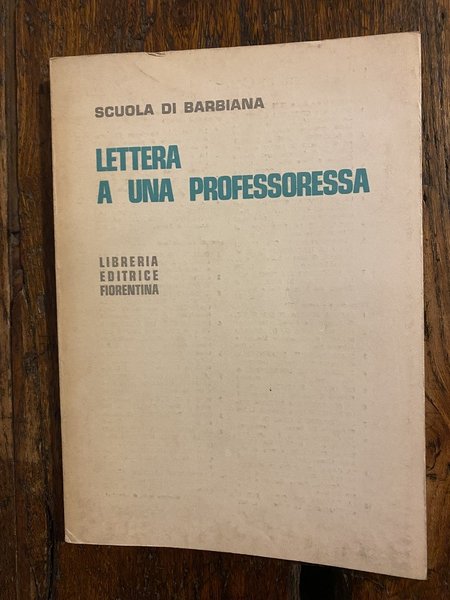 SCUOLA DI BARBIANA
LETTERA
A UNA PROFESSORESSA
LIBRERIA
EDITRICE
FIORENTINA